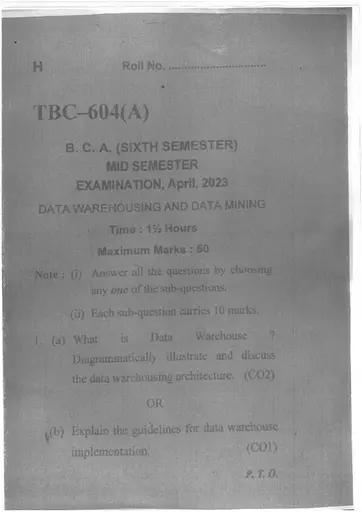 H Roll No. ..............................
TBC–604(A)
B. C. A. (SIXTH SEMESTER)
MID SEMESTER
EXAMINATION, April, 2023
DATA WAREHOUSING AND DATA MINING
Time : 1½ Hours
Maximum Marks : 50
Note : (i) Answer all the questions by choosing
any one of the sub-questions.
(ii) Each sub-question carries 10 marks.
1. (a) What is Data Warehouse ?
Diagrammatically illustrate and discuss
the data warehousing architecture. (CO2)
OR
(b) Explain the guidelines for data warehouse
implementation. (CO1)
P. T. O.